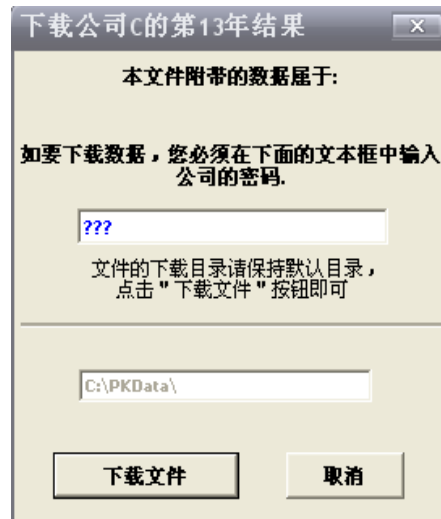 下载公司C的第13年结果
本文件附带的数据属于:
如要下载数据，您必须在下面的文本框中输入
公司的密码.
???
文件的下载目录请保持默认目录，
点击"下载文件"按钮即可
C:\PKData\
下载文件
取消